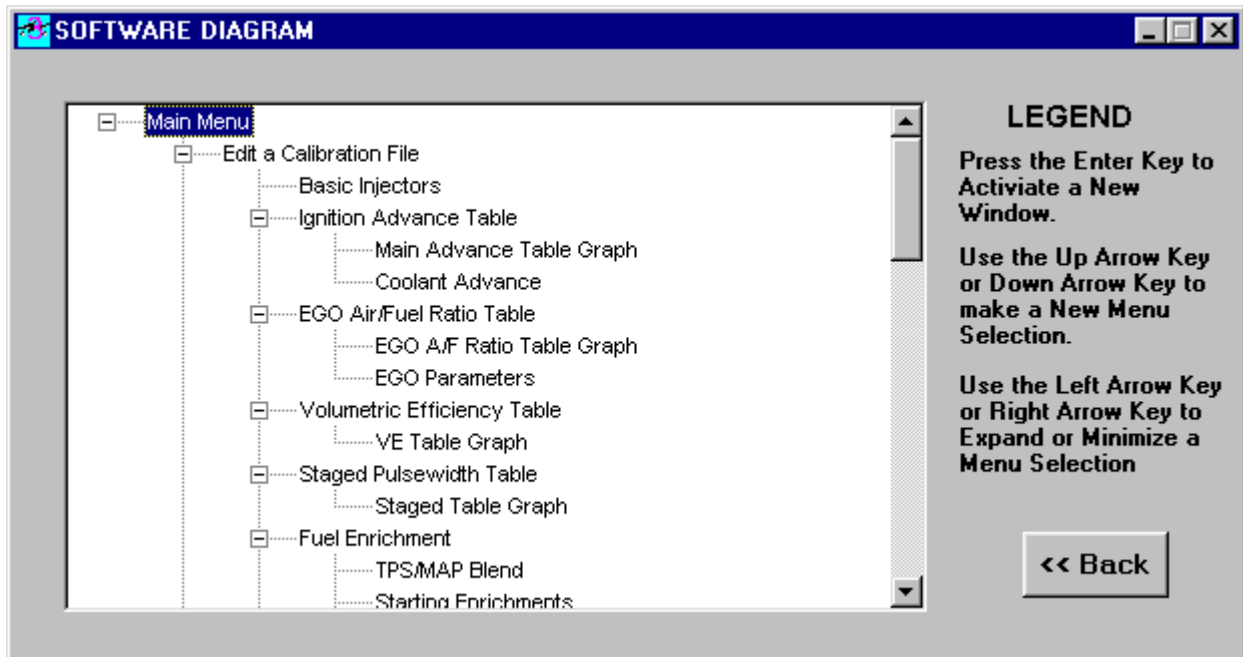 SOFTWARE DIAGRAM
Main Menu
Edit a Calibration File
Basic Injectors
Ignition Advance Table
Main Advance Table Graph
Coolant Advance
EGO Air/Fuel Ratio Table
EGO A/F Ratio Table Graph
EGO Parameters
Volumetric Efficiency Table
VE Table Graph
Staged Pulsewidth Table
Staged Table Graph
Fuel Enrichment
TPS/MAP Blend
Starting Enrichments
LEGEND
Press the Enter Key to
Activiate a New
Window.
Use the Up Arrow Key
or Down Arrow Key to
make a New Menu
Selection.
Use the Left Arrow Key
or Right Arrow Key to
Expand or Minimize a
Menu Selection
<< Back